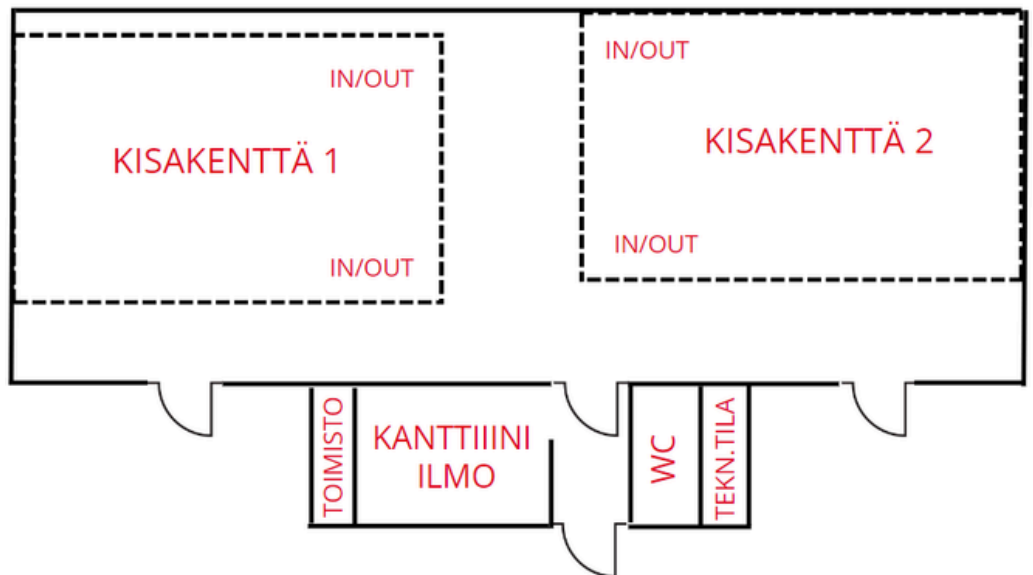 IN/OUT
IN/OUT
KISAKENTTÄ 1
KISAKENTTÄ 2
IN/OUT
IN/OUT
TOIMISTO
KANTTIIINI
ILMO
WC
TEKN.TILA